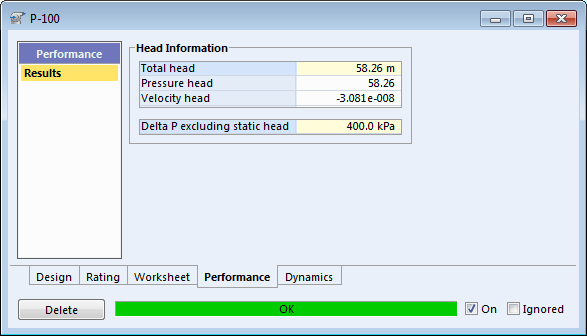 P-100
Performance
Results
Head Information
Total head 58.26 m
Pressure head 58.26
Velocity head -3.081e-008
Delta P excluding static head 400.0 kPa
Design Rating Worksheet Performance Dynamics
Delete OK On Ignored